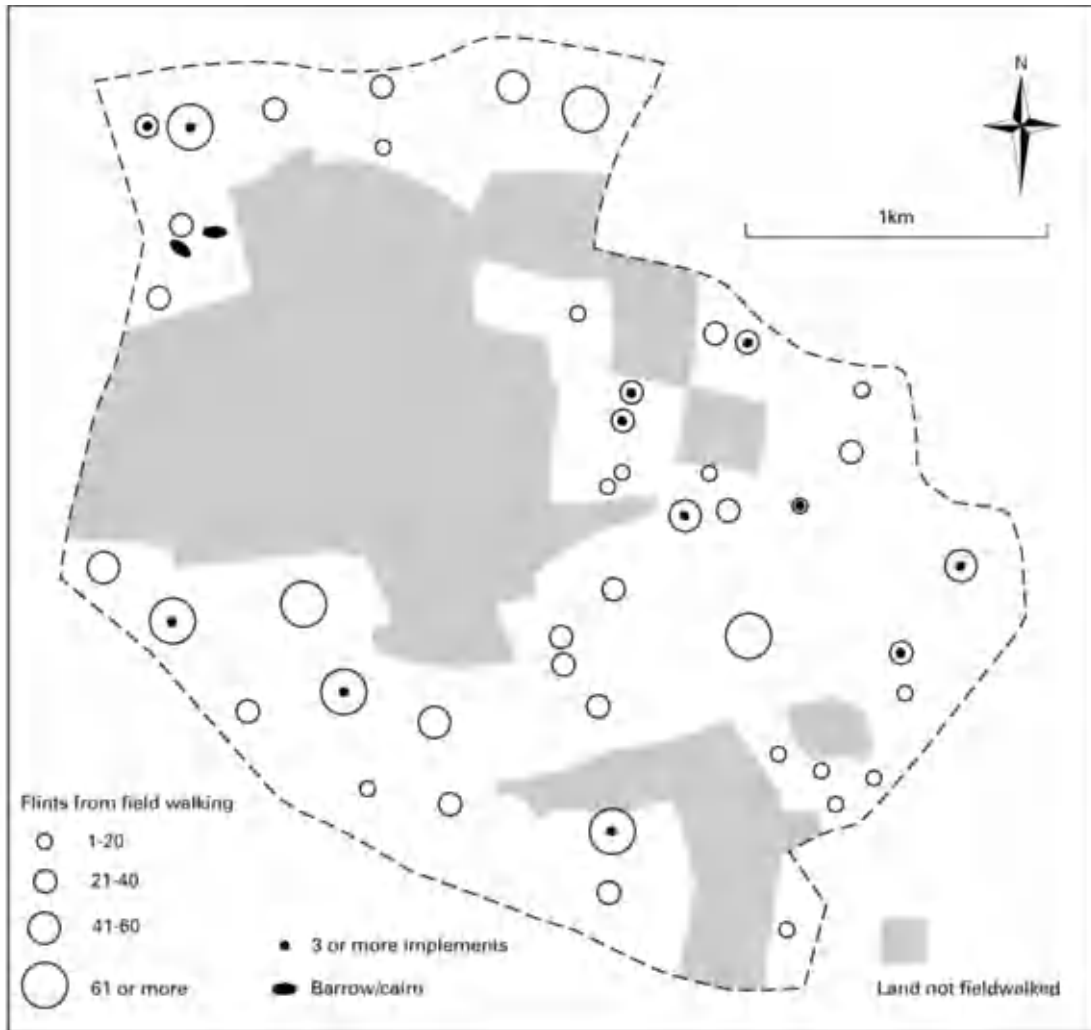 N
1km
Flints from field walking
1-20
21-40
41-60
61 or more
3 or more implements
Barrow/cairn
Land not fieldwalked